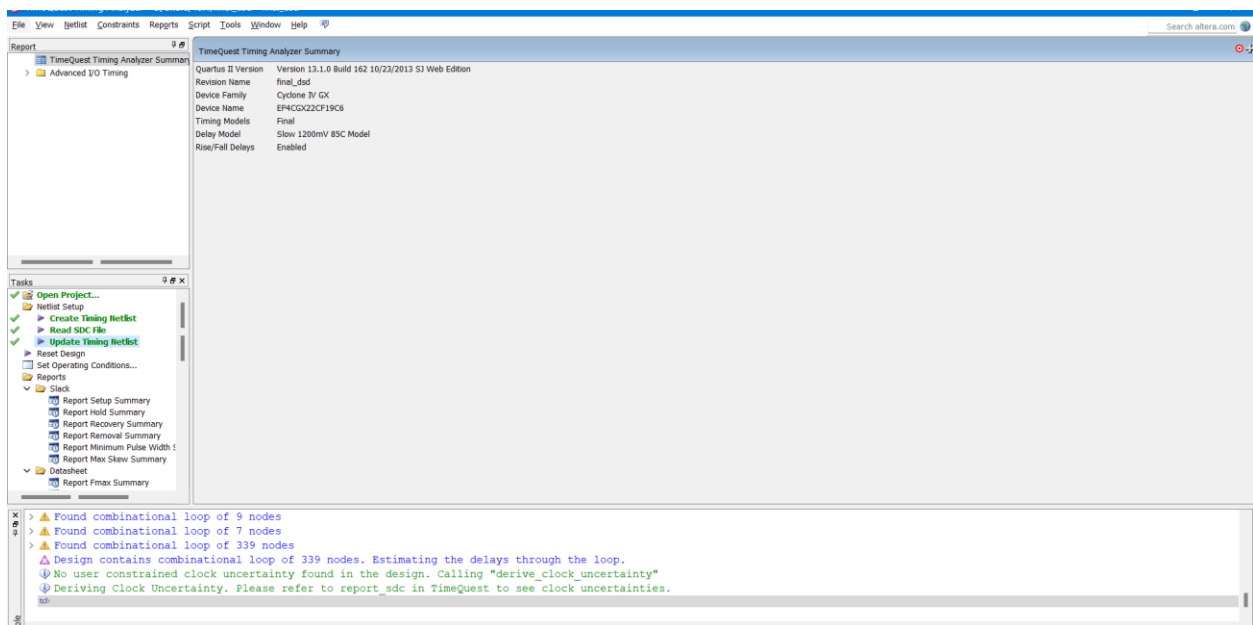 File View Netlist Constraints Reports Script Tools Window Help
Search altera.com
Report
TimeQuest Timing Analyzer Summary
TimeQuest Timing Analyzer Summar
Advanced I/O Timing
Quartus II Version Version 13.1.0 Build 162 10/23/2013 SJ Web Edition
Revision Name final_dsd
Device Family Cyclone IV GX
Device Name EP4CGX22CF19C6
Timing Models Final
Delay Model Slow 1200mV 85C Model
Rise/Fall Delays Enabled
Tasks
Open Project...
Netlist Setup
Create Timing Netlist
Read SDC File
Update Timing Netlist
Reset Design
Set Operating Conditions...
Reports
Slack
Report Setup Summary
Report Hold Summary
Report Recovery Summary
Report Removal Summary
Report Minimum Pulse Width S
Report Max Skew Summary
Datasheet
Report Fmax Summary
Found combinational loop of 9 nodes
Found combinational loop of 7 nodes
Found combinational loop of 339 nodes
Design contains combinational loop of 339 nodes. Estimating the delays through the loop.
No user constrained clock uncertainty found in the design. Calling "derive_clock_uncertainty"
Deriving Clock Uncertainty. Please refer to report_sdc in TimeQuest to see clock uncertainties.
tcl>